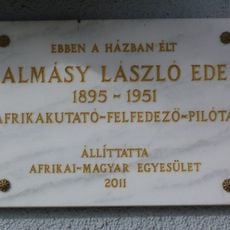 EBBEN A HÁZBAN ÉLT
ALMÁSY LÁSZLÓ EDE
1895 - 1951
AFRIKAKUTATÓ-FELFEDEZŐ-PILÓTA
ÁLLÍTTATTA
AFRIKAI-MAGYAR EGYESÜLET
2011